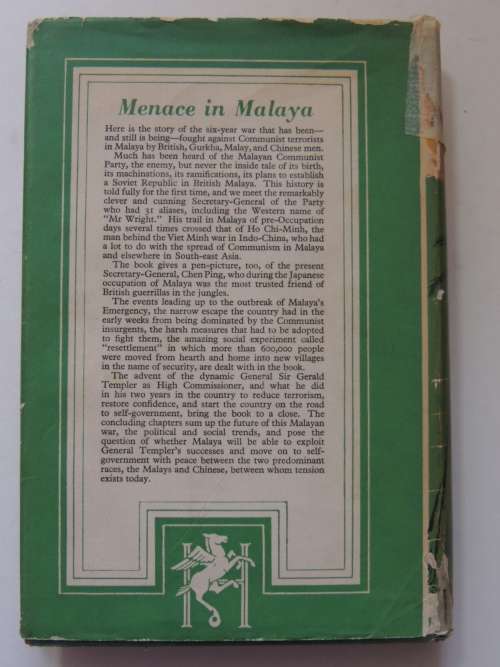 Menace in Malaya
Here is the story of the six-year war that has been—
and still is being—fought against Communist terrorists
in Malaya by British, Gurkha, Malay, and Chinese men.
Much has been heard of the Malayan Communist
Party, the enemy, but never the inside tale of its birth,
its machinations, its ramifications, its plans to establish
a Soviet Republic in British Malaya. This history is
told fully for the first time, and we meet the remarkably
clever and cunning Secretary-General of the Party
who had 31 aliases, including the Western name of
"Mr Wright." His trail in Malaya of pre-Occupation
days several times crossed that of Ho Chi-Minh, the
man behind the Viet Minh war in Indo-China, who had
a lot to do with the spread of Communism in Malaya
and elsewhere in South-east Asia.
The book gives a pen-picture, too, of the present
Secretary-General, Chen Ping, who during the Japanese
occupation of Malaya was the most trusted friend of
British guerrillas in the jungles.
The events leading up to the outbreak of Malaya's
Emergency, the narrow escape the country had in the
early weeks from being dominated by the Communist
insurgents, the harsh measures that had to be adopted
to fight them, the amazing social experiment called
"resettlement" in which more than 600,000 people
were moved from hearth and home into new villages
in the name of security, are dealt with in the book.
The advent of the dynamic General Sir Gerald
Templer as High Commissioner, and what he did
in his two years in the country to reduce terrorism,
restore confidence, and start the country on the road
to self-government, bring the book to a close. The
concluding chapters sum up the future of this Malayan
war, the political and social trends, and pose the
question of whether Malaya will be able to exploit
General Templer's successes and move on to self-
government with peace between the two predominant
races, the Malays and Chinese, between whom tension
exists today.